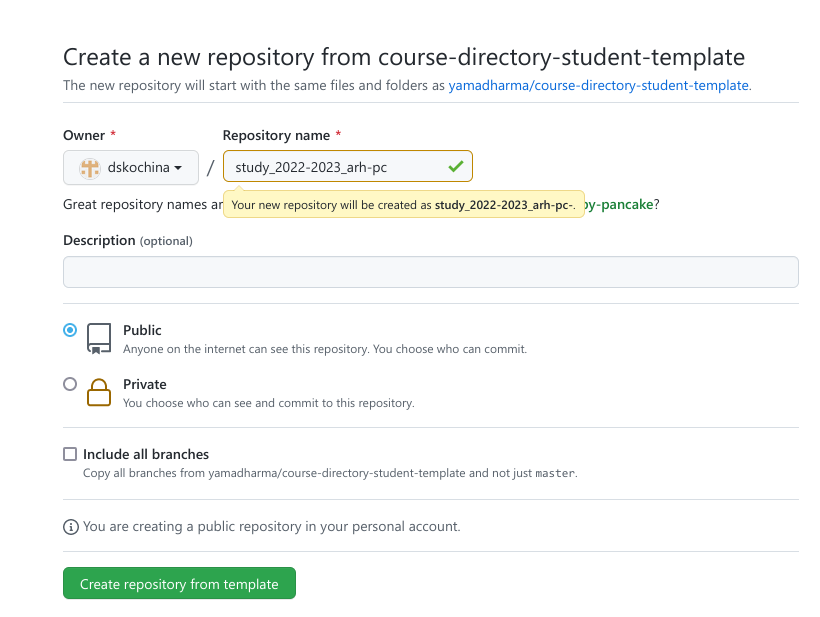 Create a new repository from course-directory-student-template
The new repository will start with the same files and folders as yamadharma/course-directory-student-template.
Owner * Repository name *
dskochina / study_2022-2023_arh-pc
Your new repository will be created as study_2022-2023_arh-pc-.
Great repository names by-pancake?
Description (optional)
Public
Anyone on the internet can see this repository. You choose who can commit.
Private
You choose who can see and commit to this repository.
Include all branches
Copy all branches from yamadharma/course-directory-student-template and not just master.
You are creating a public repository in your personal account.
Create repository from template